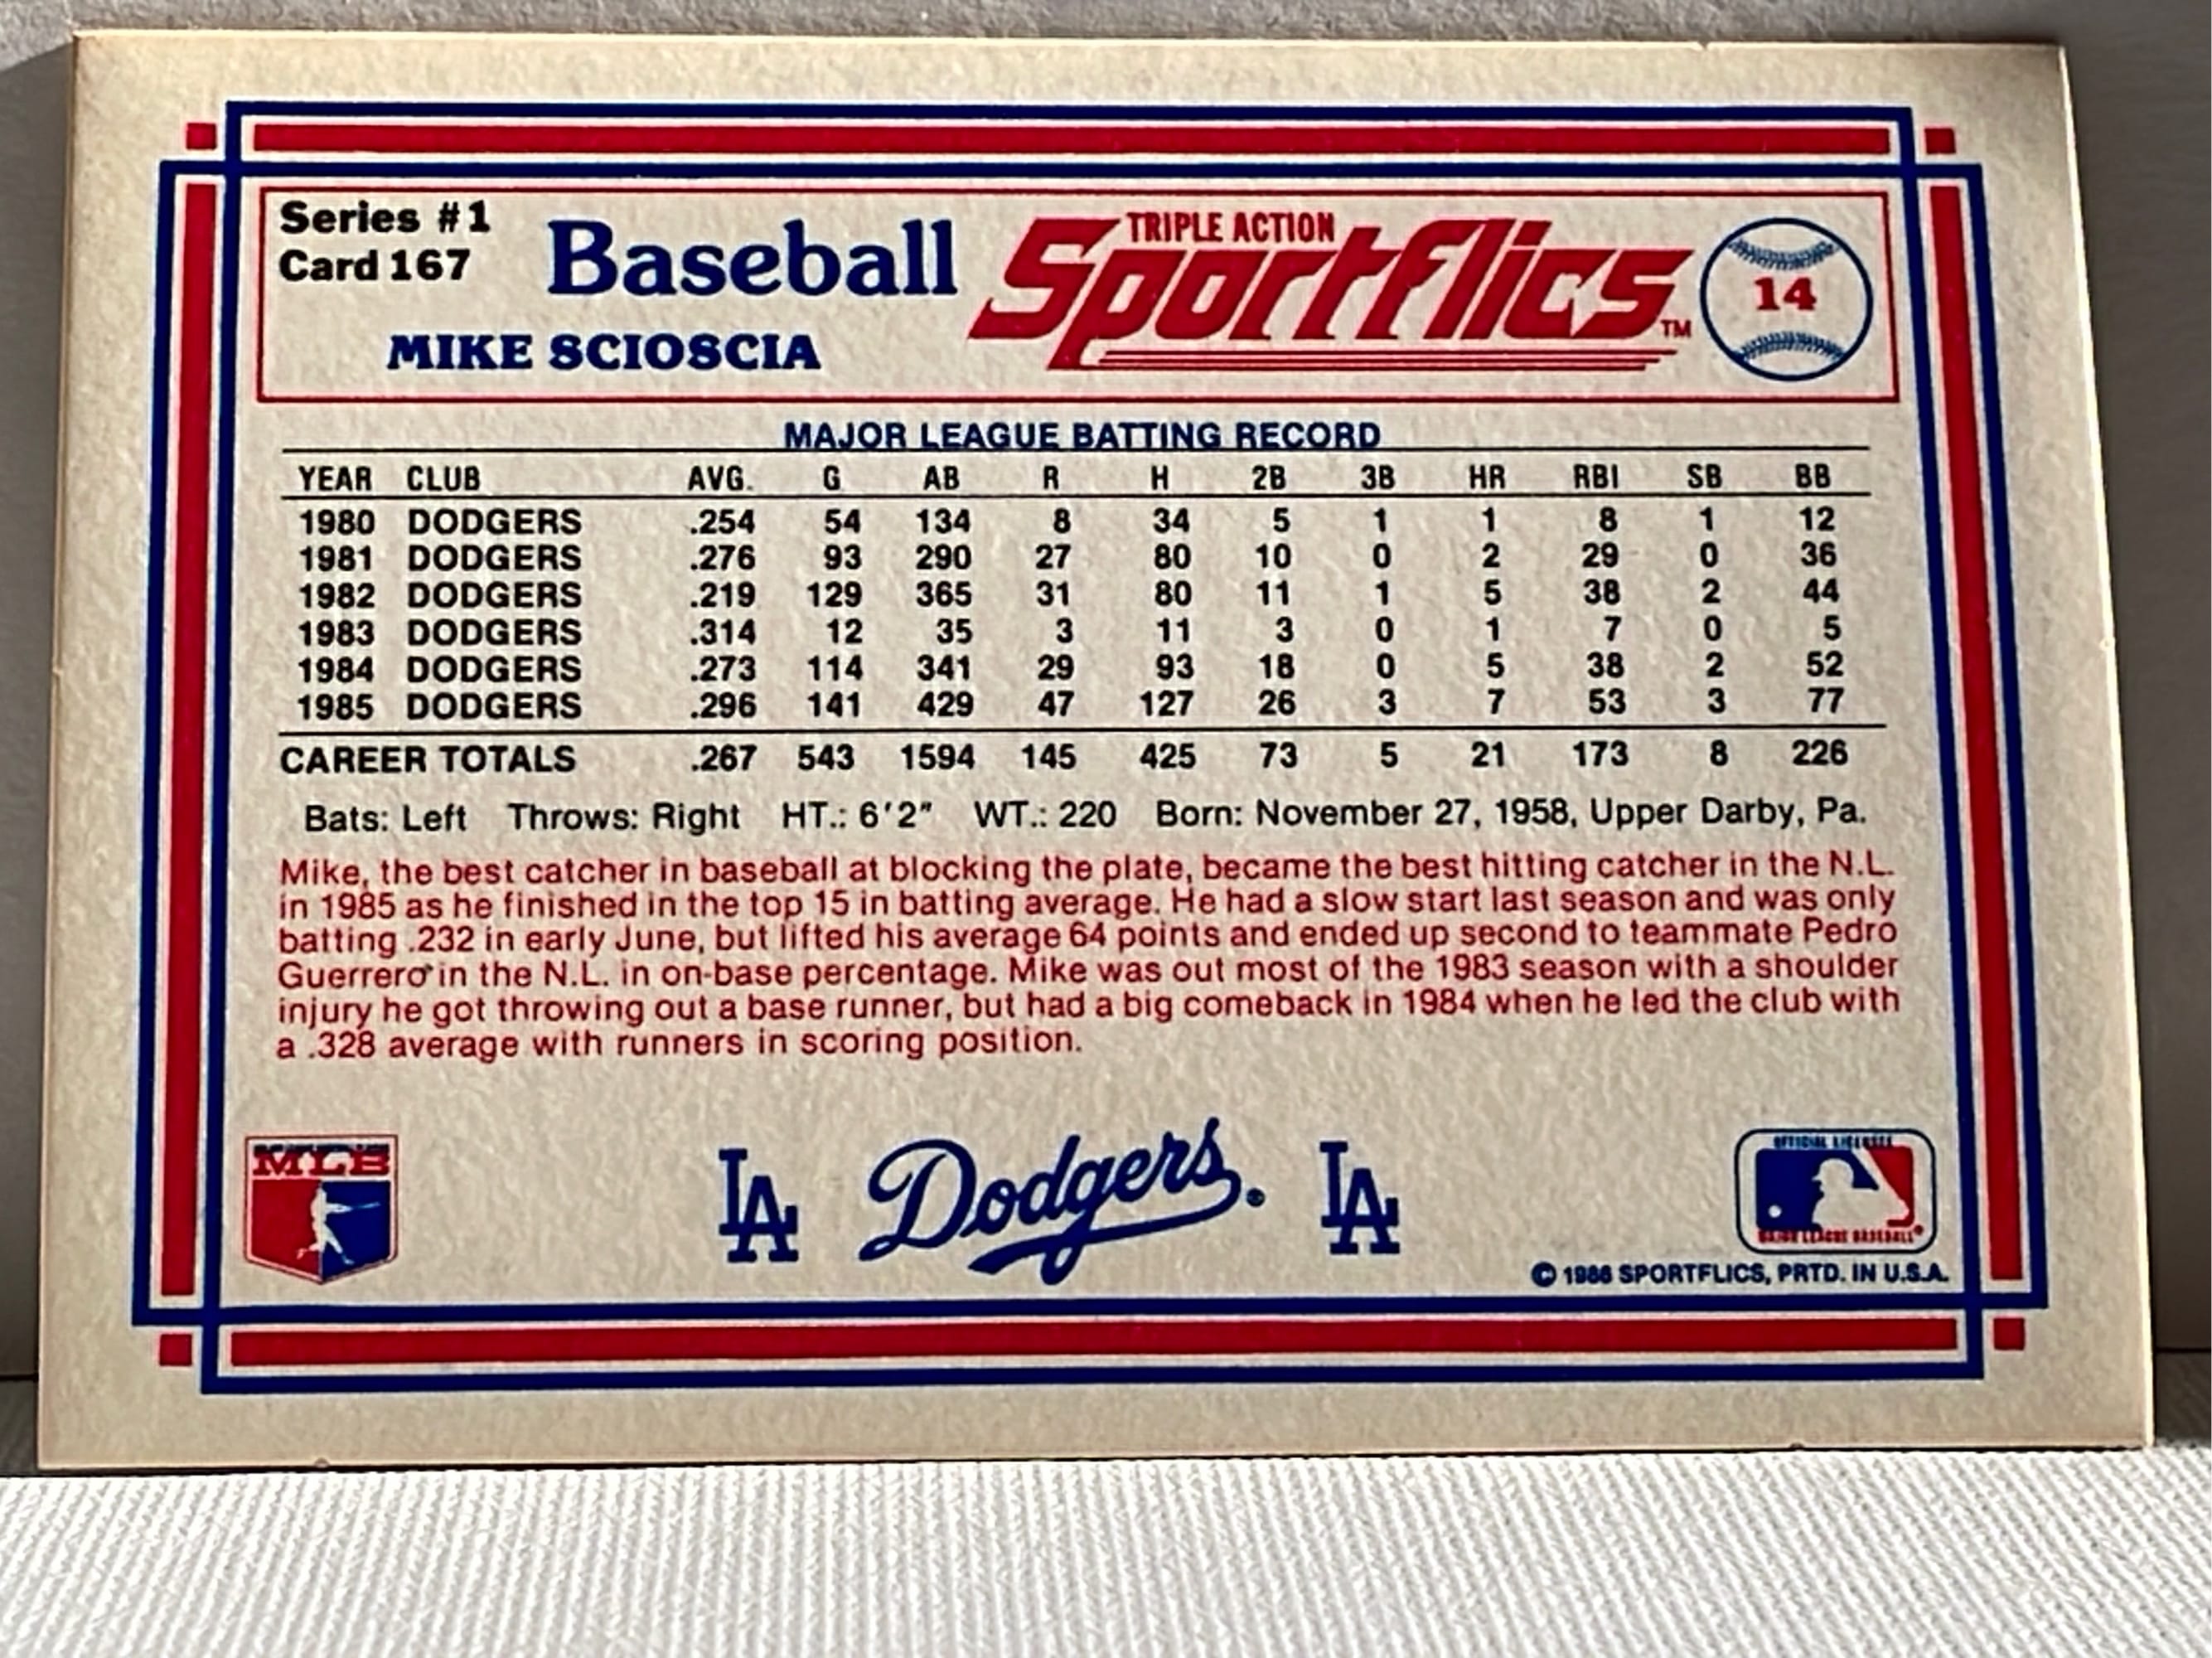 Series #1
Card 167
Baseball
TRIPLE ACTION
Sportflics™
14
MIKE SCIOSCIA
MAJOR LEAGUE BATTING RECORD
YEAR CLUB AVG. G AB R H 2B 3B HR RBI SB BB
1980 DODGERS .254 54 134 8 34 5 1 1 8 1 12
1981 DODGERS .276 93 290 27 80 10 0 2 29 0 36
1982 DODGERS .219 129 365 31 80 11 1 5 38 2 44
1983 DODGERS .314 12 35 3 11 3 0 1 7 0 5
1984 DODGERS .273 114 341 29 93 18 0 5 38 2 52
1985 DODGERS .296 141 429 47 127 26 3 7 53 3 77
CAREER TOTALS .267 543 1594 145 425 73 5 21 173 8 226
Bats: Left Throws: Right HT.: 6'2" WT.: 220 Born: November 27, 1958, Upper Darby, Pa.
Mike, the best catcher in baseball at blocking the plate, became the best hitting catcher in the N.L.
in 1985 as he finished in the top 15 in batting average. He had a slow start last season and was only
batting .232 in early June, but lifted his average 64 points and ended up second to teammate Pedro
Guerrero in the N.L. in on-base percentage. Mike was out most of the 1983 season with a shoulder
injury he got throwing out a base runner, but had a big comeback in 1984 when he led the club with
a .328 average with runners in scoring position.
MLB
LA Dodgers® LA
OFFICIAL LICENSEE
MAJOR LEAGUE BASEBALL®
© 1986 SPORTFLICS, PRTD. IN U.S.A.